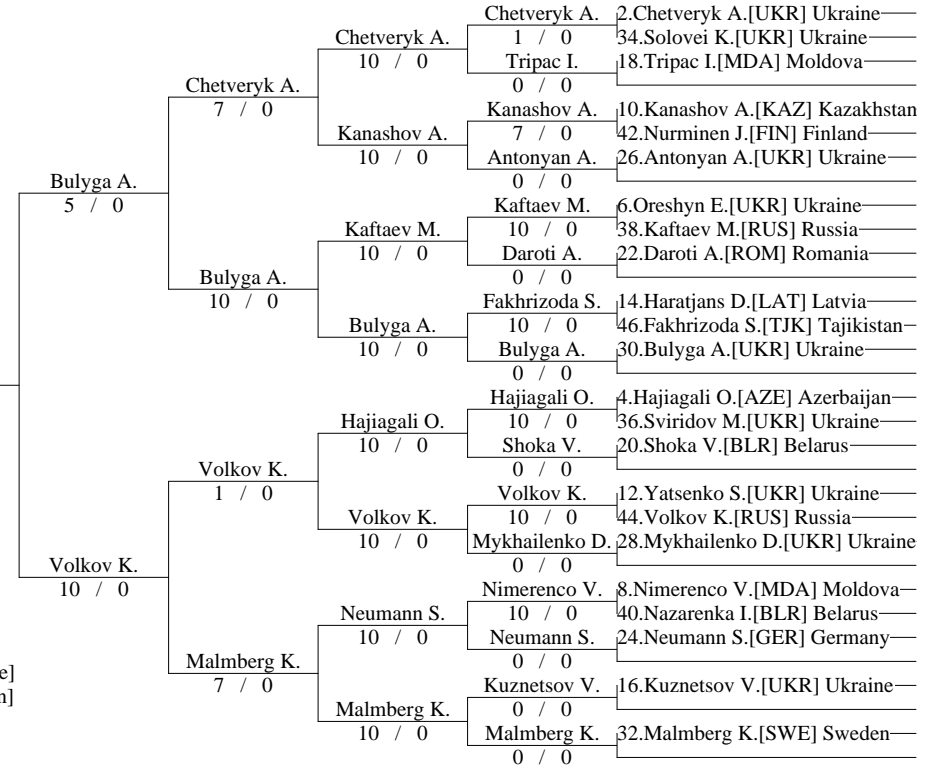 Chetveryk A.
2.Chetveryk A.[UKR] Ukraine
1 / 0
34.Solovei K.[UKR] Ukraine
Chetveryk A.
10 / 0
Tripac I.
18.Tripac I.[MDA] Moldova
0 / 0
Chetveryk A.
7 / 0
Kanashov A.
10.Kanashov A.[KAZ] Kazakhstan
7 / 0
42.Nurminen J.[FIN] Finland
Kanashov A.
10 / 0
Antonyan A.
26.Antonyan A.[UKR] Ukraine
0 / 0
Bulyga A.
5 / 0
Kaftaev M.
6.Oreshyn E.[UKR] Ukraine
10 / 0
38.Kaftaev M.[RUS] Russia
Kaftaev M.
10 / 0
Daroti A.
22.Daroti A.[ROM] Romania
0 / 0
Bulyga A.
10 / 0
Fakhrizoda S.
14.Haratjans D.[LAT] Latvia
10 / 0
46.Fakhrizoda S.[TJK] Tajikistan
Bulyga A.
10 / 0
Bulyga A.
30.Bulyga A.[UKR] Ukraine
0 / 0
Hajiagali O.
4.Hajiagali O.[AZE] Azerbaijan
10 / 0
36.Sviridov M.[UKR] Ukraine
Hajiagali O.
10 / 0
Shoka V.
20.Shoka V.[BLR] Belarus
0 / 0
Volkov K.
1 / 0
Volkov K.
12.Yatsenko S.[UKR] Ukraine
10 / 0
44.Volkov K.[RUS] Russia
Volkov K.
10 / 0
Mykhailenko D.
28.Mykhailenko D.[UKR] Ukraine
0 / 0
Volkov K.
10 / 0
Nimerenco V.
8.Nimerenco V.[MDA] Moldova
10 / 0
40.Nazarenka I.[BLR] Belarus
Neumann S.
10 / 0
Neumann S.
24.Neumann S.[GER] Germany
0 / 0
Malmberg K.
7 / 0
e]
n]
Kuznetsov V.
16.Kuznetsov V.[UKR] Ukraine
0 / 0
Malmberg K.
10 / 0
Malmberg K.
32.Malmberg K.[SWE] Sweden
0 / 0